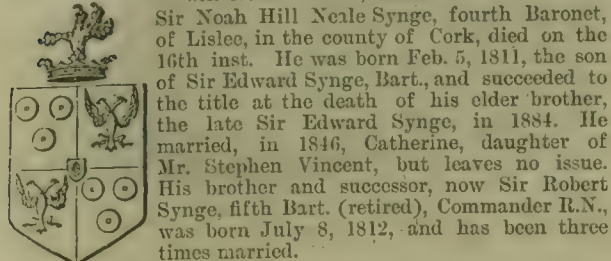 Sir Noah Hill Neale Synge, fourth Baronet,
of Lislee, in the county of Cork, died on the
16th inst. He was born Feb. 5, 1811, the son
of Sir Edward Synge, Bart., and succeeded to
the title at the death of his elder brother,
the late Sir Edward Synge, in 1884. He
married, in 1846, Catherine, daughter of
Mr. Stephen Vincent, but leaves no issue.
His brother and successor, now Sir Robert
Synge, fifth Bart. (retired), Commander R.N.,
was born July 8, 1812, and has been three
times married.